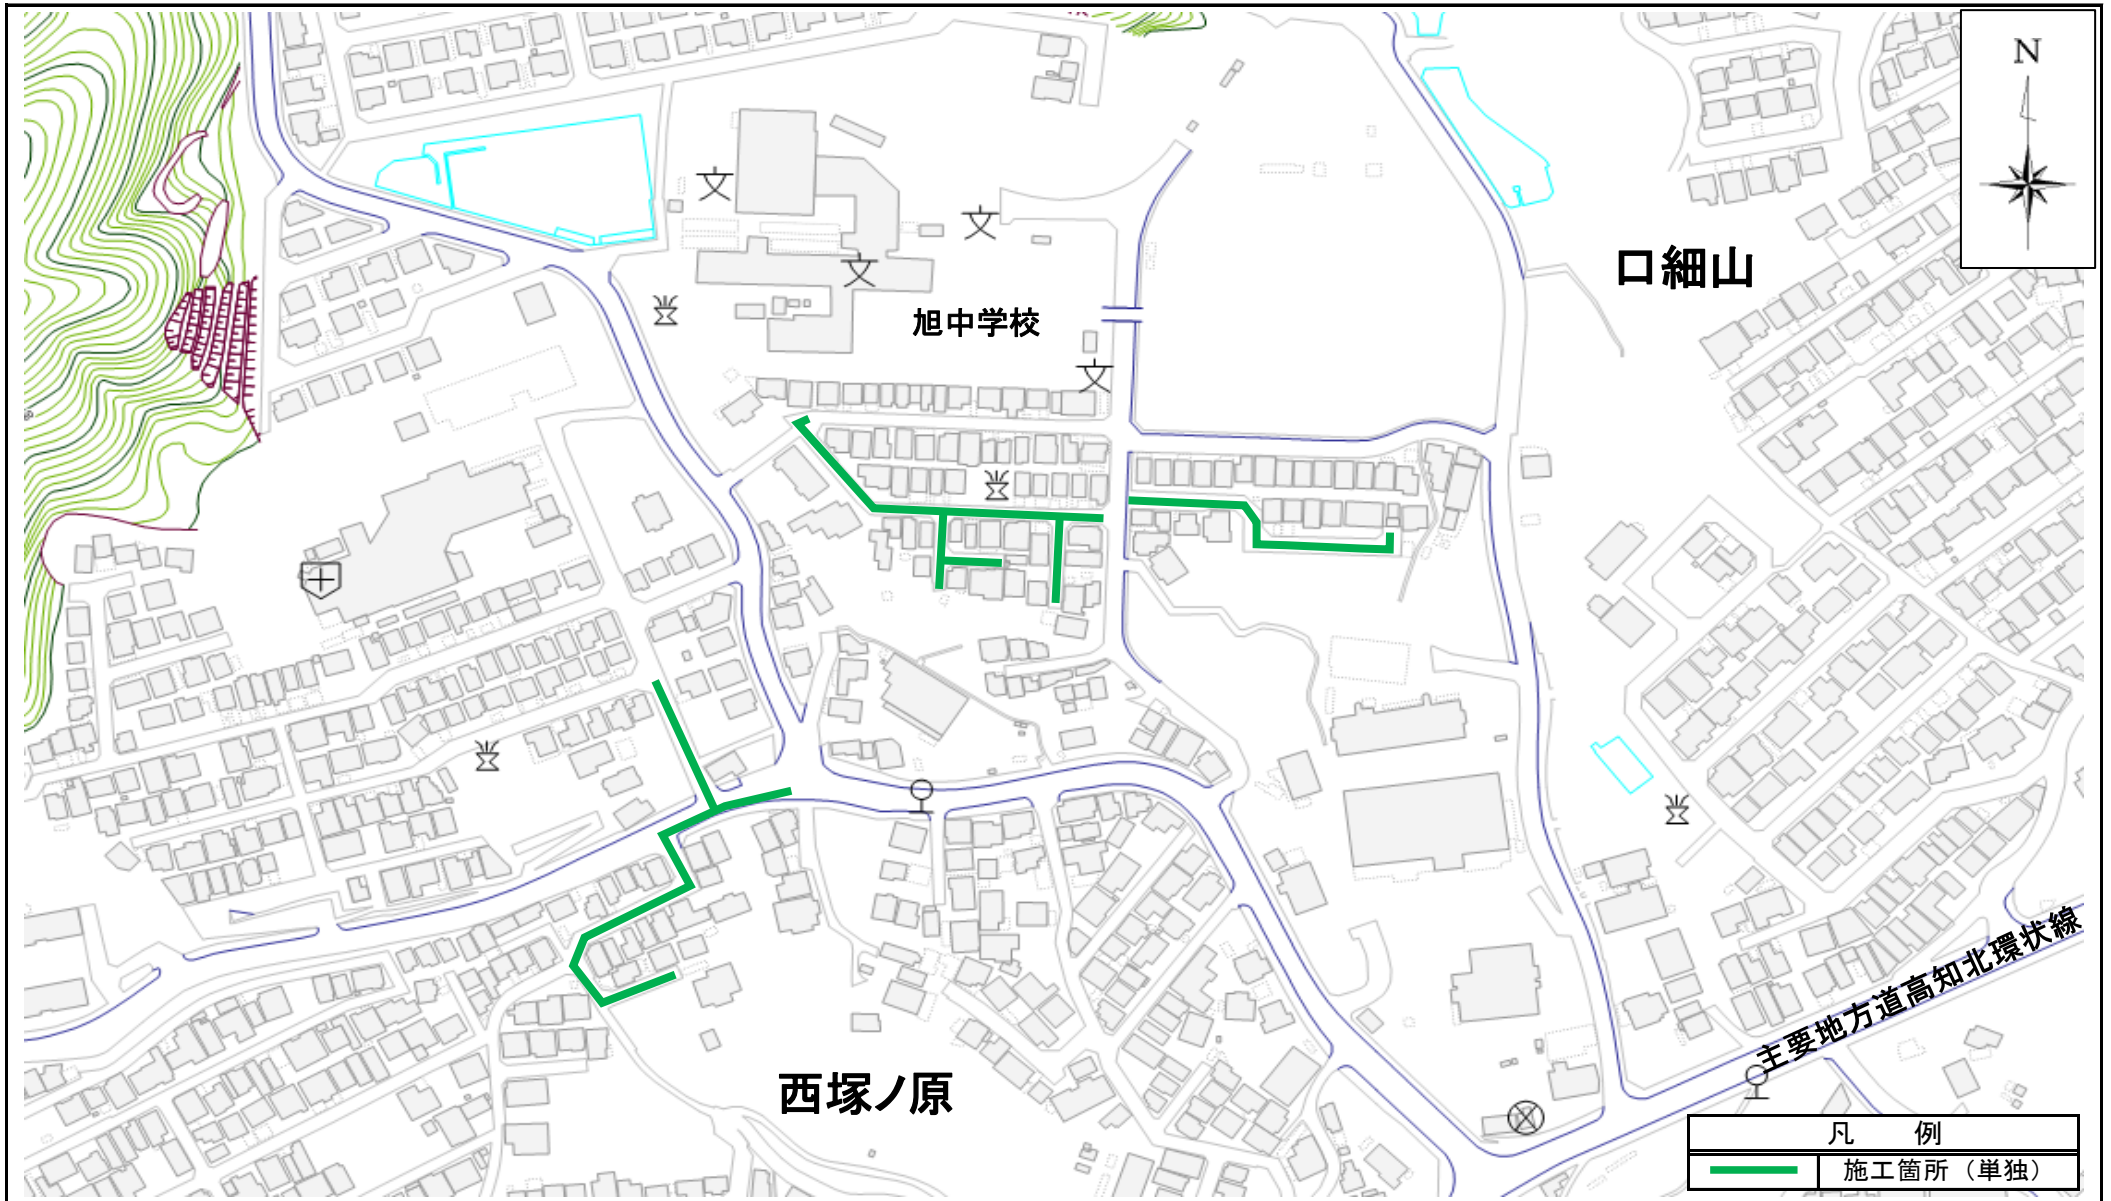 N
口細山
旭中学校
主要地方道高知北環状線
西塚ノ原
凡 例
施工箇所（単独）